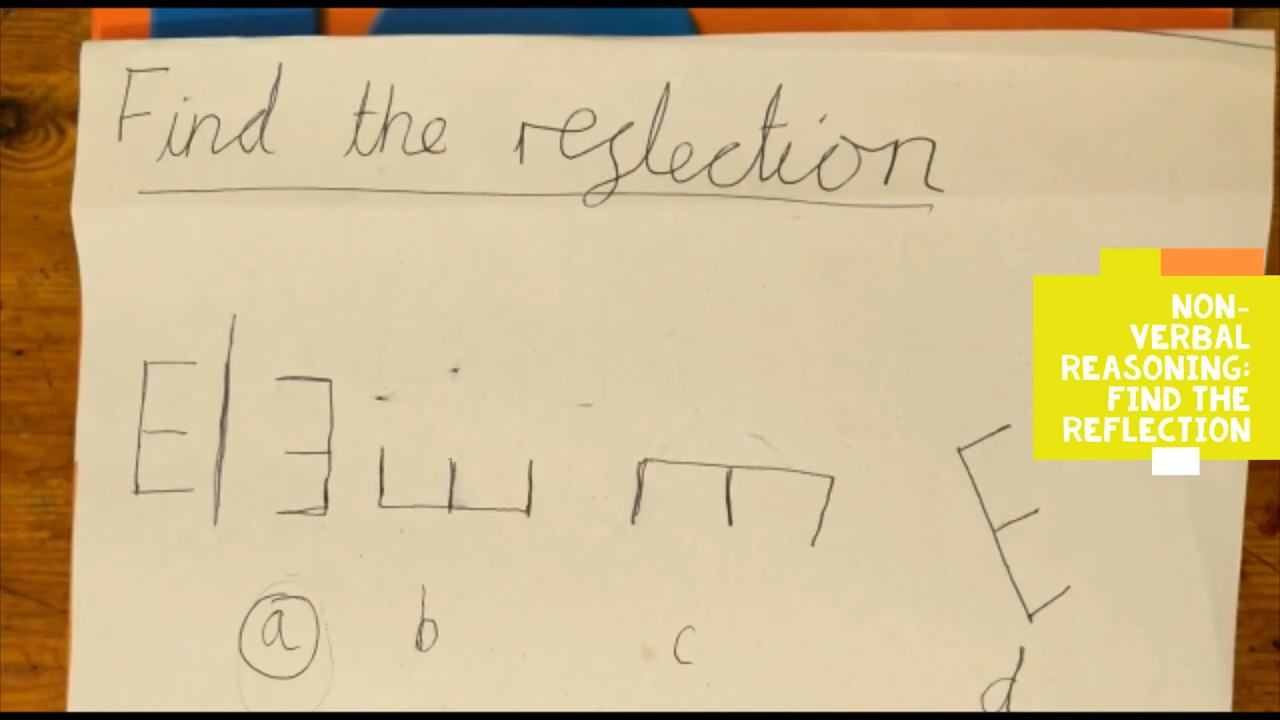 Find the reflection
E
a
b
c
d
NON-
VERBAL
REASONING:
FIND THE
REFLECTION